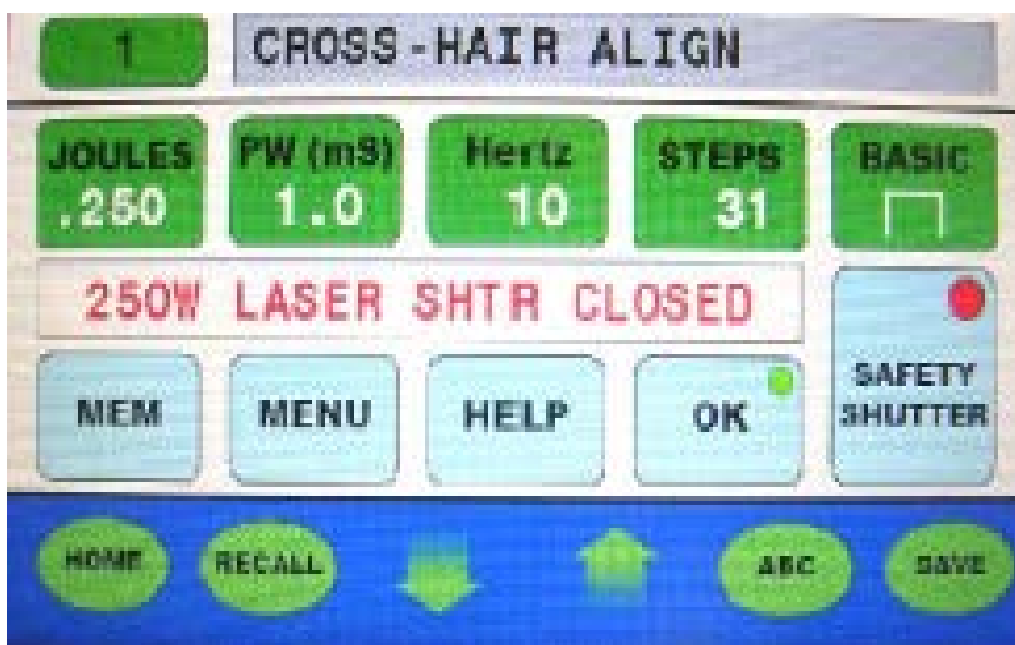 1 CROSS-HAIR ALIGN
JOULES PW (mS) Hertz STEPS BASIC
.250 1.0 10 31
250W LASER SHTR CLOSED
SAFETY
SHUTTER
MEM MENU HELP OK
HOME RECALL ABC SAVE